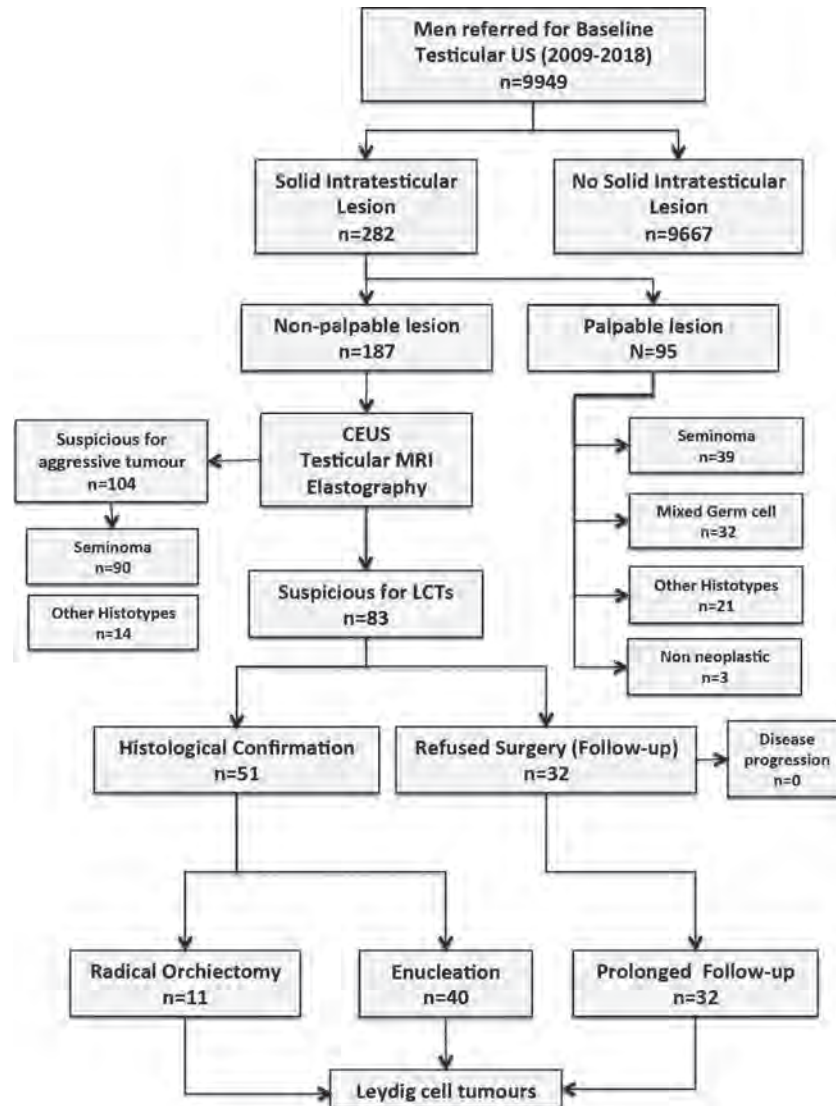 Men referred for Baseline
Testicular US (2009-2018)
n=9949
Solid Intratesticular
Lesion
n=282
No Solid Intratesticular
Lesion
n=9667
Non-palpable lesion
n=187
Palpable lesion
N=95
CEUS
Testicular MRI
Elastography
Suspicious for
aggressive tumour
n=104
Seminoma
n=90
Other Histotypes
n=14
Seminoma
n=39
Mixed Germ cell
n=32
Other Histotypes
n=21
Non neoplastic
n=3
Suspicious for LCTs
n=83
Histological Confirmation
n=51
Refused Surgery (Follow-up)
n=32
Disease
progression
n=0
Radical Orchiectomy
n=11
Enucleation
n=40
Prolonged Follow-up
n=32
Leydig cell tumours